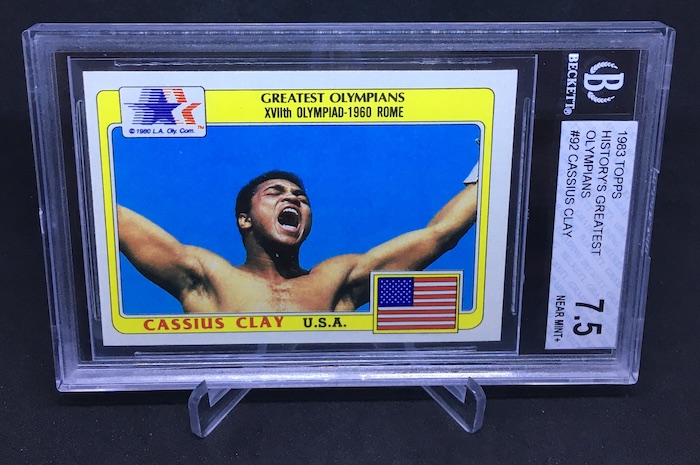 GREATEST OLYMPIANS
XVIIth OLYMPIAD-1960 ROME
© 1980 L.A. Oly. Com.™
CASSIUS CLAY U.S.A.
B
BECKETT®
1983 TOPPS
HISTORY'S GREATEST
OLYMPIANS
#92 CASSIUS CLAY
7.5
NEAR MINT+